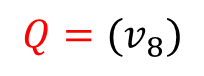 Q = (v₈)